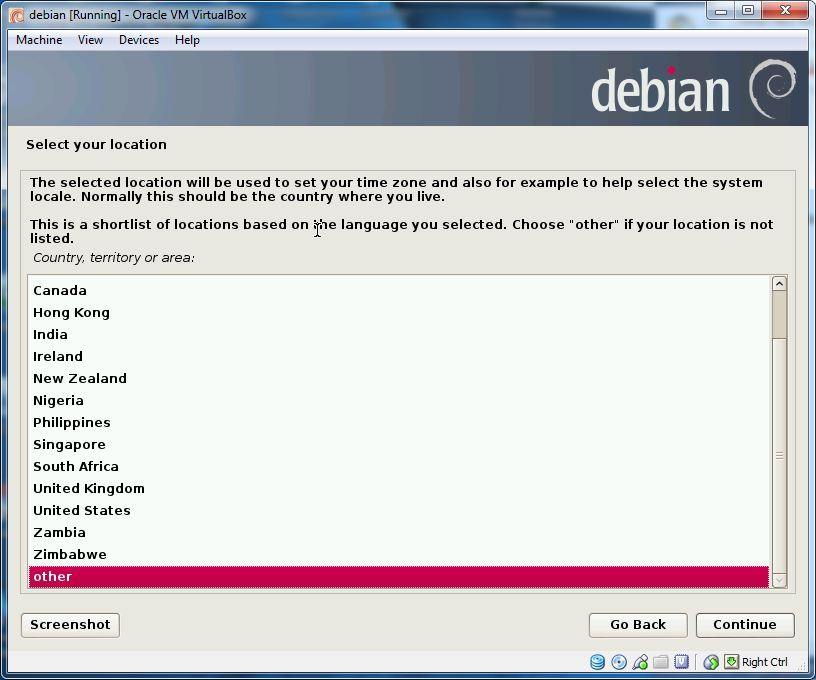 debian [Running] - Oracle VM VirtualBox
Machine View Devices Help
debian
Select your location
The selected location will be used to set your time zone and also for example to help select the system
locale. Normally this should be the country where you live.
This is a shortlist of locations based on the language you selected. Choose "other" if your location is not
listed.
Country, territory or area:
Canada
Hong Kong
India
Ireland
New Zealand
Nigeria
Philippines
Singapore
South Africa
United Kingdom
United States
Zambia
Zimbabwe
other
Screenshot Go Back Continue
Right Ctrl